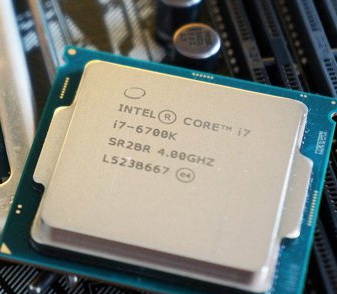 INTEL® CORE™ i7
i7-6700K
SR2BR 4.00GHZ
L523B667 e4